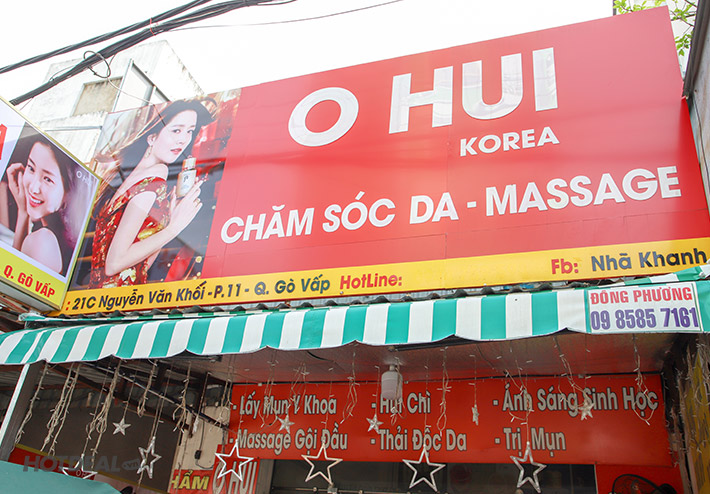 O HUI
KOREA
CHĂM SÓC DA - MASSAGE
Q. GÒ VẤP
: 21C Nguyễn Văn Khối -P.11- Q. Gò Vấp HotLine:
Fb: Nhã Khanh
ĐÔNG PHƯƠNG
09 8585 7161
- Lấy Mụn Y Khoa
- Hút Chì
- Ánh Sáng Sinh Học
- Massage Gội Đầu
- Thải Độc Da
- Trị Mụn
O HUI